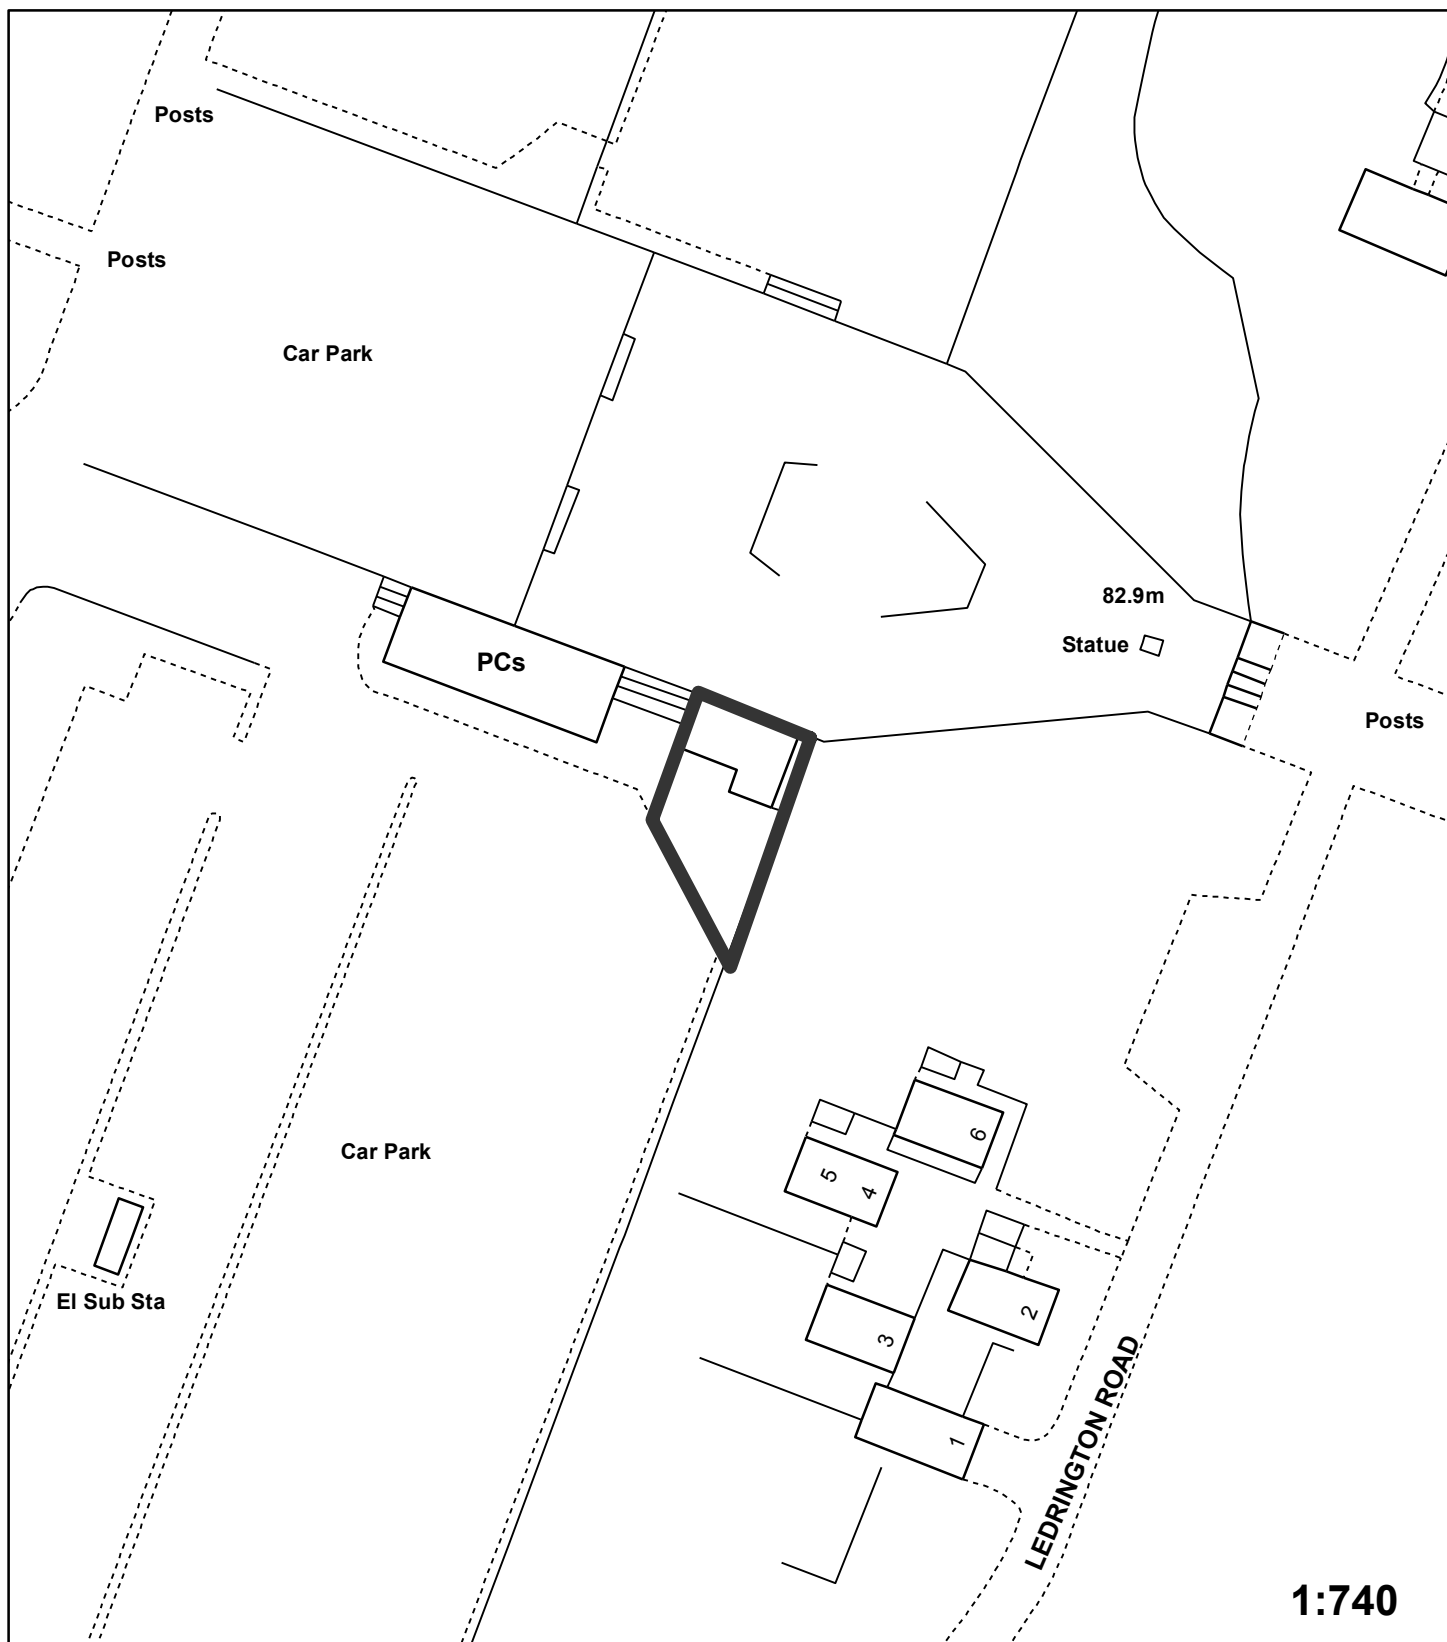 Posts
Posts
Car Park
82.9m
Statue
PCs
Posts
Car Park
6
5
4
El Sub Sta
2
3
1
LEDRINGTON ROAD
1:740